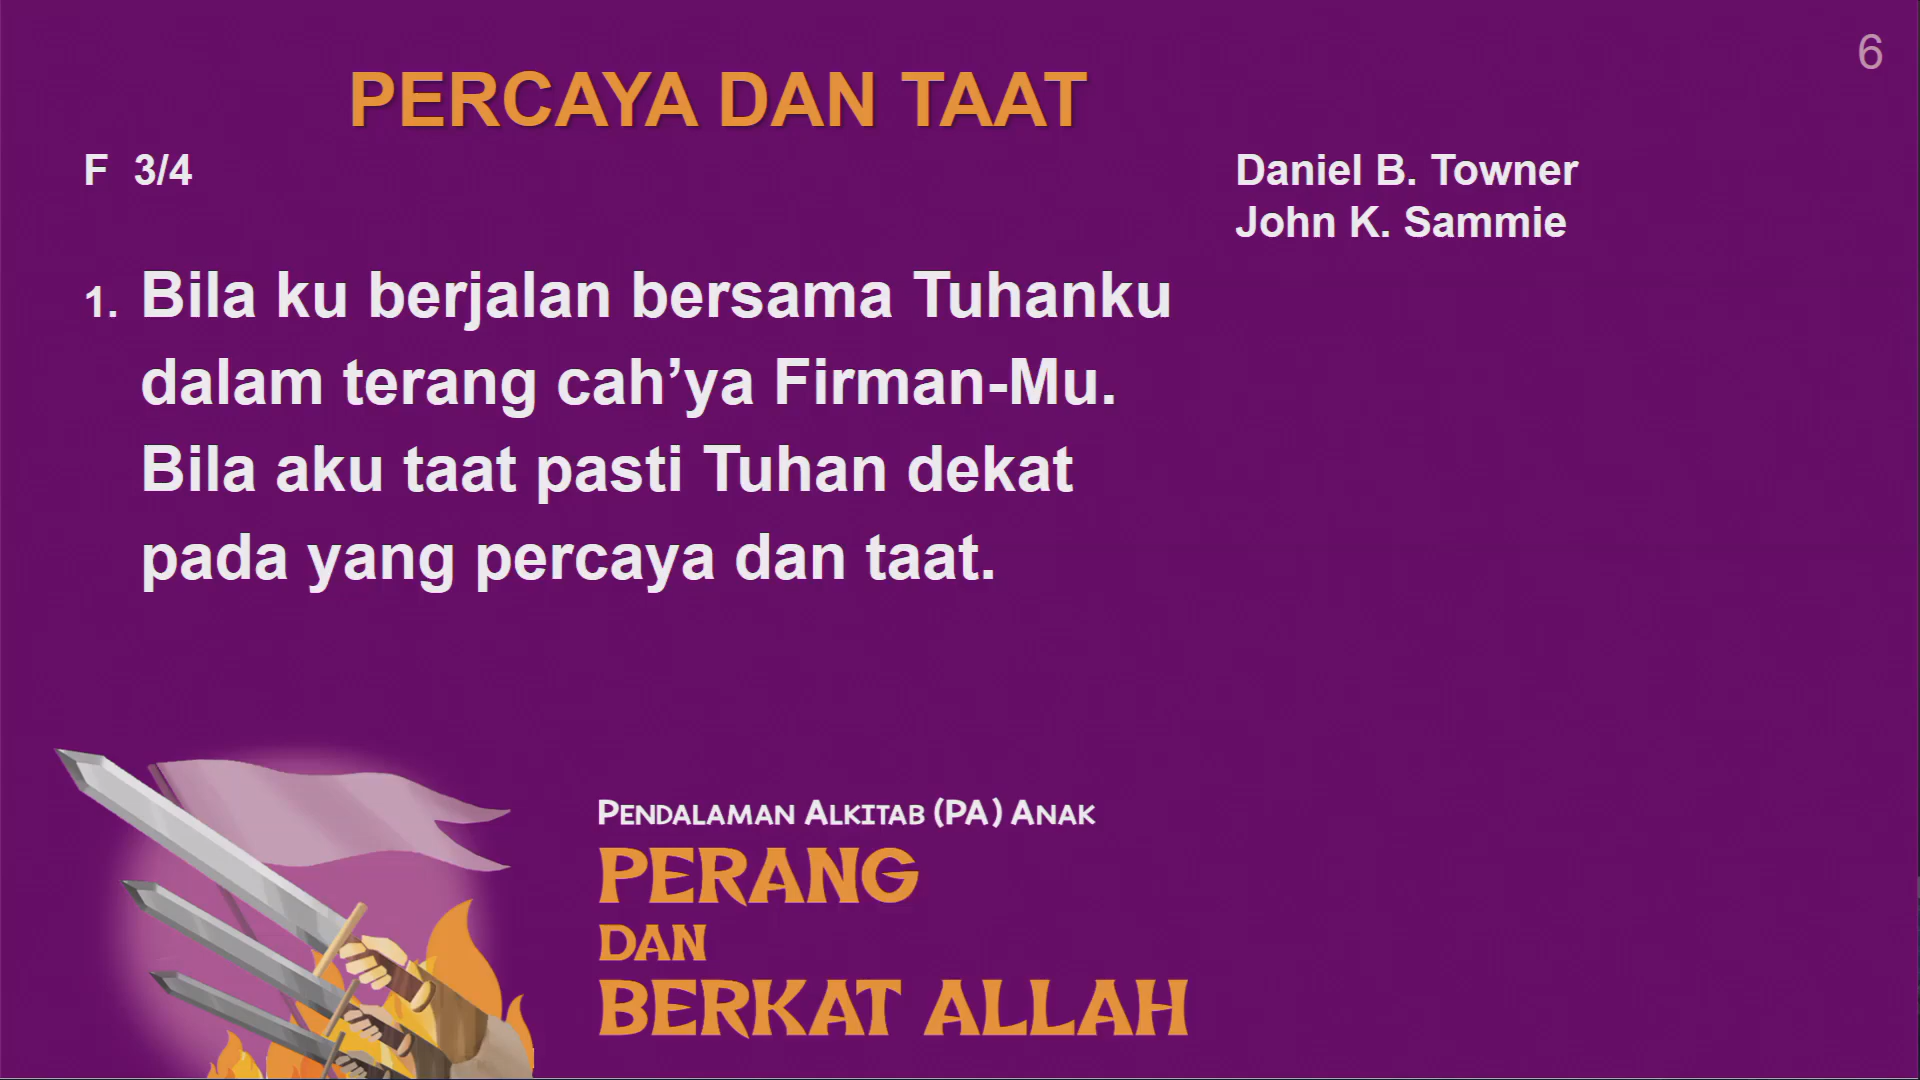 6
PERCAYA DAN TAAT
F 3/4
Daniel B. Towner
John K. Sammie
1. Bila ku berjalan bersama Tuhanku
dalam terang cah’ya Firman-Mu.
Bila aku taat pasti Tuhan dekat
pada yang percaya dan taat.
PENDALAMAN ALKITAB (PA) ANAK
PERANG
DAN
BERKAT ALLAH